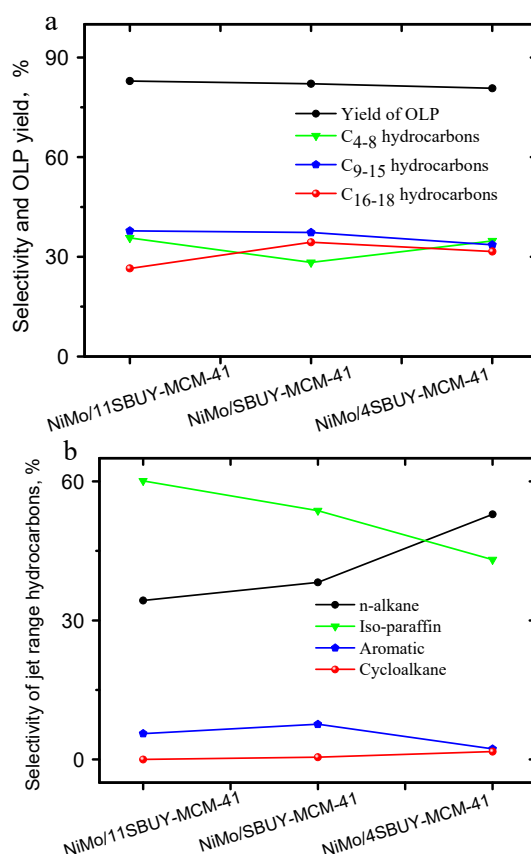 a
Selectivity and OLP yield, %
90
60
30
0
Yield of OLP
C4-8 hydrocarbons
C9-15 hydrocarbons
C16-18 hydrocarbons
NiMo/11SBUY-MCM-41
NiMo/SBUY-MCM-41
NiMo/4SBUY-MCM-41
b
Selectivity of jet range hydrocarbons, %
60
30
0
n-alkane
Iso-paraffin
Aromatic
Cycloalkane
NiMo/11SBUY-MCM-41
NiMo/SBUY-MCM-41
NiMo/4SBUY-MCM-41